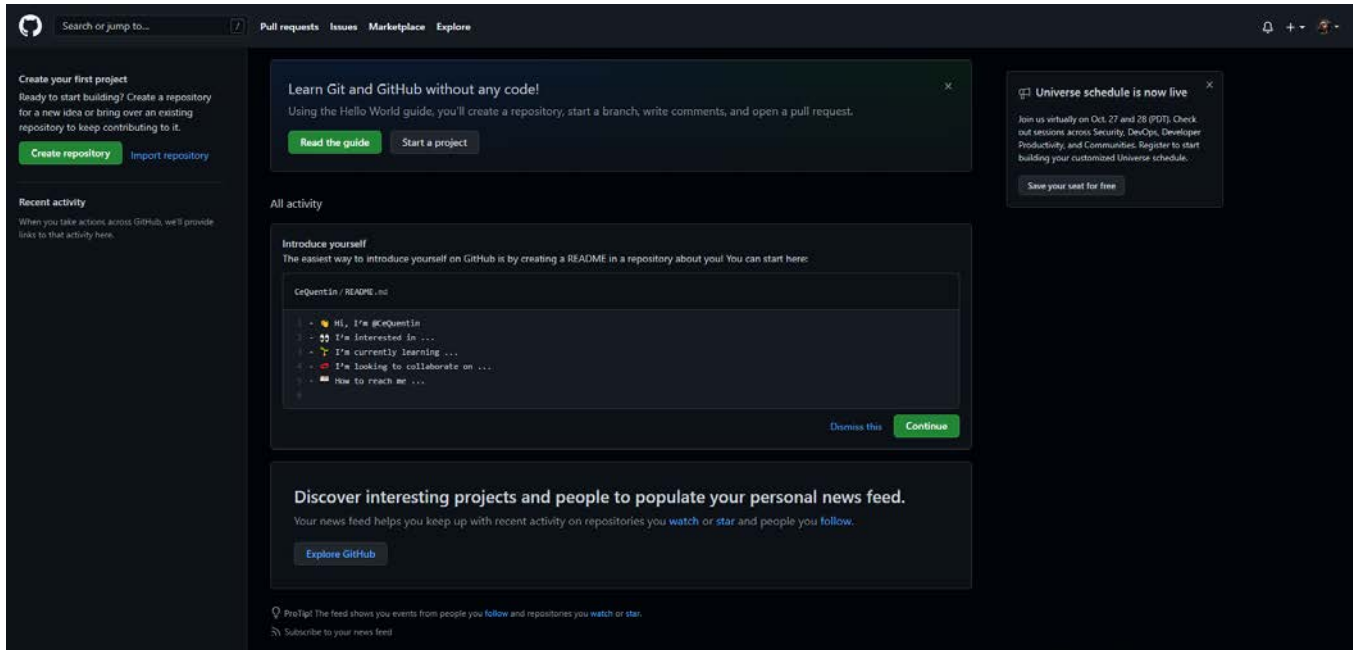 Search or jump to...
/
Pull requests Issues Marketplace Explore
Create your first project
Ready to start building? Create a repository
for a new idea or bring over an existing
repository to keep contributing to it.
Create repository Import repository
Recent activity
When you take actions across GitHub, we'll provide
links to that activity here.
Learn Git and GitHub without any code!
Using the Hello World guide, you'll create a repository, start a branch, write comments, and open a pull request.
Read the guide Start a project
All activity
Introduce yourself
The easiest way to introduce yourself on GitHub is by creating a README in a repository about you! You can start here:
CeQuentin / README.md
1 - 👋 Hi, I'm @CeQuentin
2 - 👀 I'm interested in ...
3 - 🌱 I'm currently learning ...
4 - 💞️ I'm looking to collaborate on ...
5 - 📫 How to reach me ...
6
Dismiss this Continue
Discover interesting projects and people to populate your personal news feed.
Your news feed helps you keep up with recent activity on repositories you watch or star and people you follow.
Explore GitHub
ProTip! The feed shows you events from people you follow and repositories you watch or star.
Subscribe to your news feed
Universe schedule is now live
Join us virtually on Oct. 27 and 28 (PDT). Check
out sessions across Security, DevOps, Developer
Productivity, and Communities. Register to start
building your customized Universe schedule.
Save your seat for free